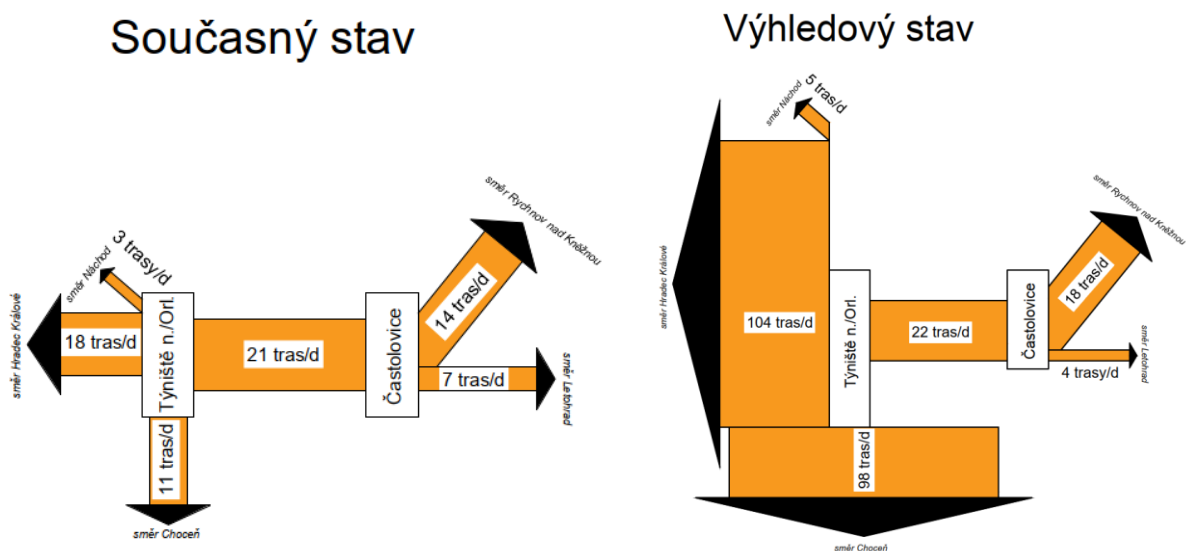 Současný stav
směr Náchod
3 trasy/d
směr Rychnov nad Kněžnou
směr Hradec Králové
18 tras/d
Týniště n./Orl.
21 tras/d
Častolovice
14 tras/d
7 tras/d
směr Letohrad
11 tras/d
směr Choceň
Výhledový stav
směr Náchod
5 tras/d
směr Rychnov nad Kněžnou
směr Hradec Králové
104 tras/d
Týniště n./Orl.
22 tras/d
Častolovice
18 tras/d
směr Letohrad
4 trasy/d
98 tras/d
směr Choceň